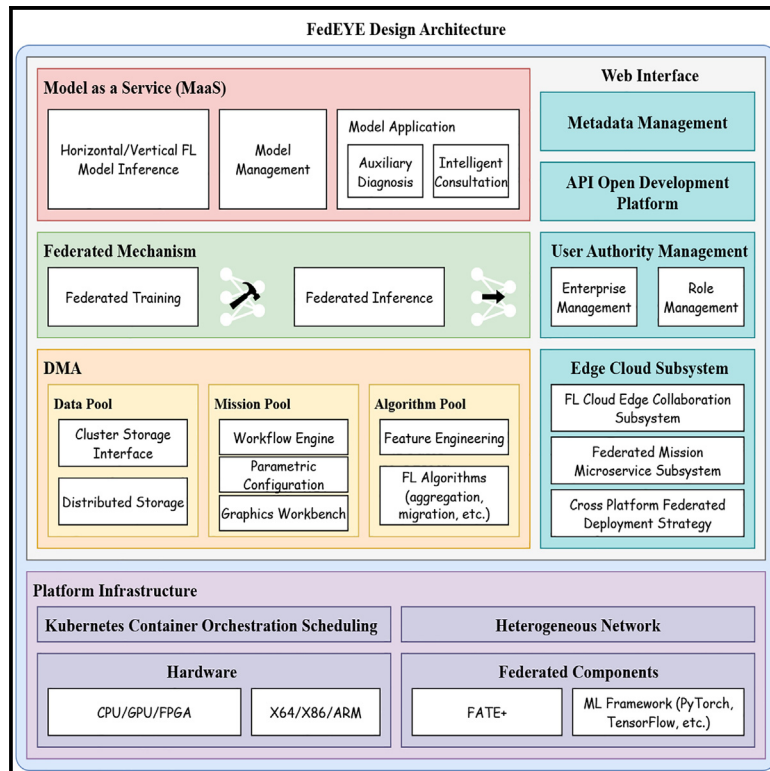 FedEYE Design Architecture
Model as a Service (MaaS)
Horizontal/Vertical FL
Model Inference
Model
Management
Model Application
Auxiliary
Diagnosis
Intelligent
Consultation
Web Interface
Metadata Management
API Open Development
Platform
Federated Mechanism
Federated Training
Federated Inference
User Authority Management
Enterprise
Management
Role
Management
DMA
Data Pool
Cluster Storage
Interface
Distributed Storage
Mission Pool
Workflow Engine
Parametric
Configuration
Graphics Workbench
Algorithm Pool
Feature Engineering
FL Algorithms
(aggregation,
migration, etc.)
Edge Cloud Subsystem
FL Cloud Edge Collaboration
Subsystem
Federated Mission
Microservice Subsystem
Cross Platform Federated
Deployment Strategy
Platform Infrastructure
Kubernetes Container Orchestration Scheduling
Heterogeneous Network
Hardware
CPU/GPU/FPGA
X64/X86/ARM
Federated Components
FATE+
ML Framework (PyTorch,
TensorFlow, etc.)